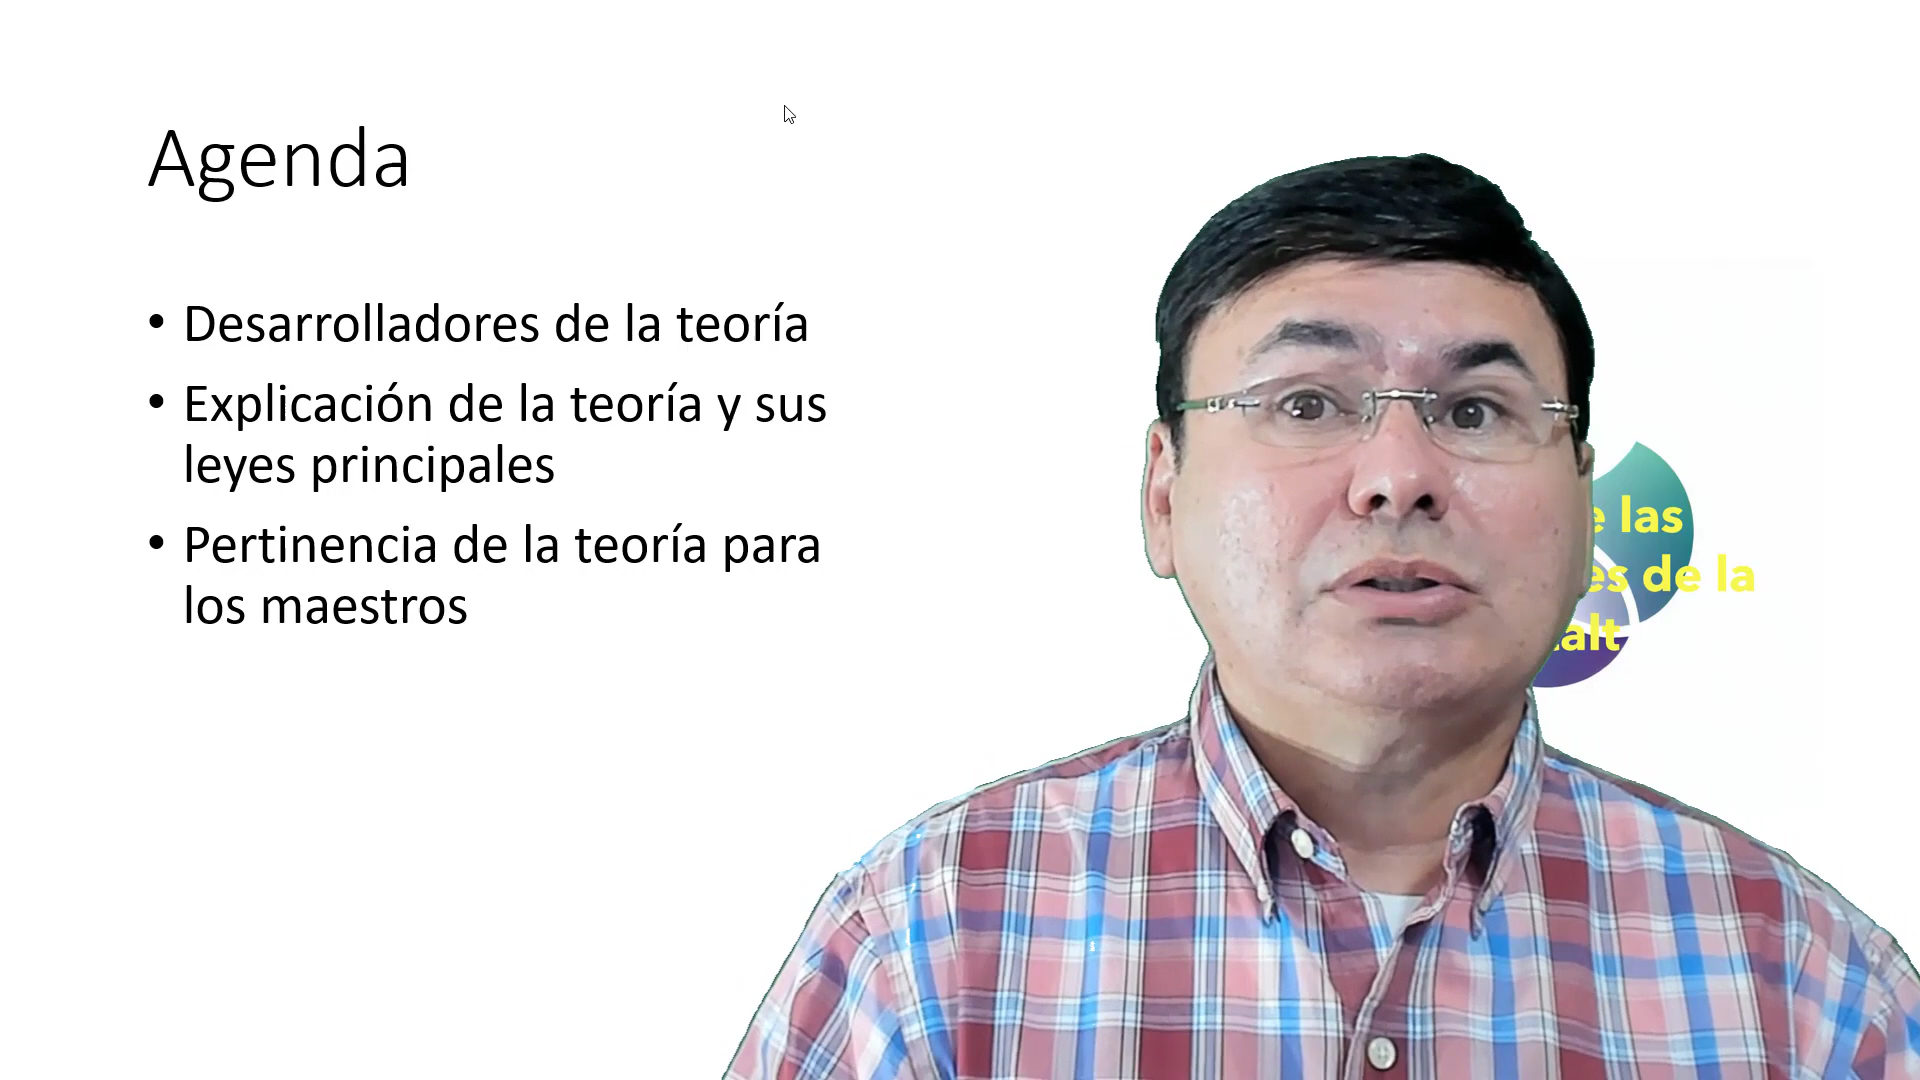 Agenda
• Desarrolladores de la teoría
• Explicación de la teoría y sus
leyes principales
• Pertinencia de la teoría para
los maestros
las
de la